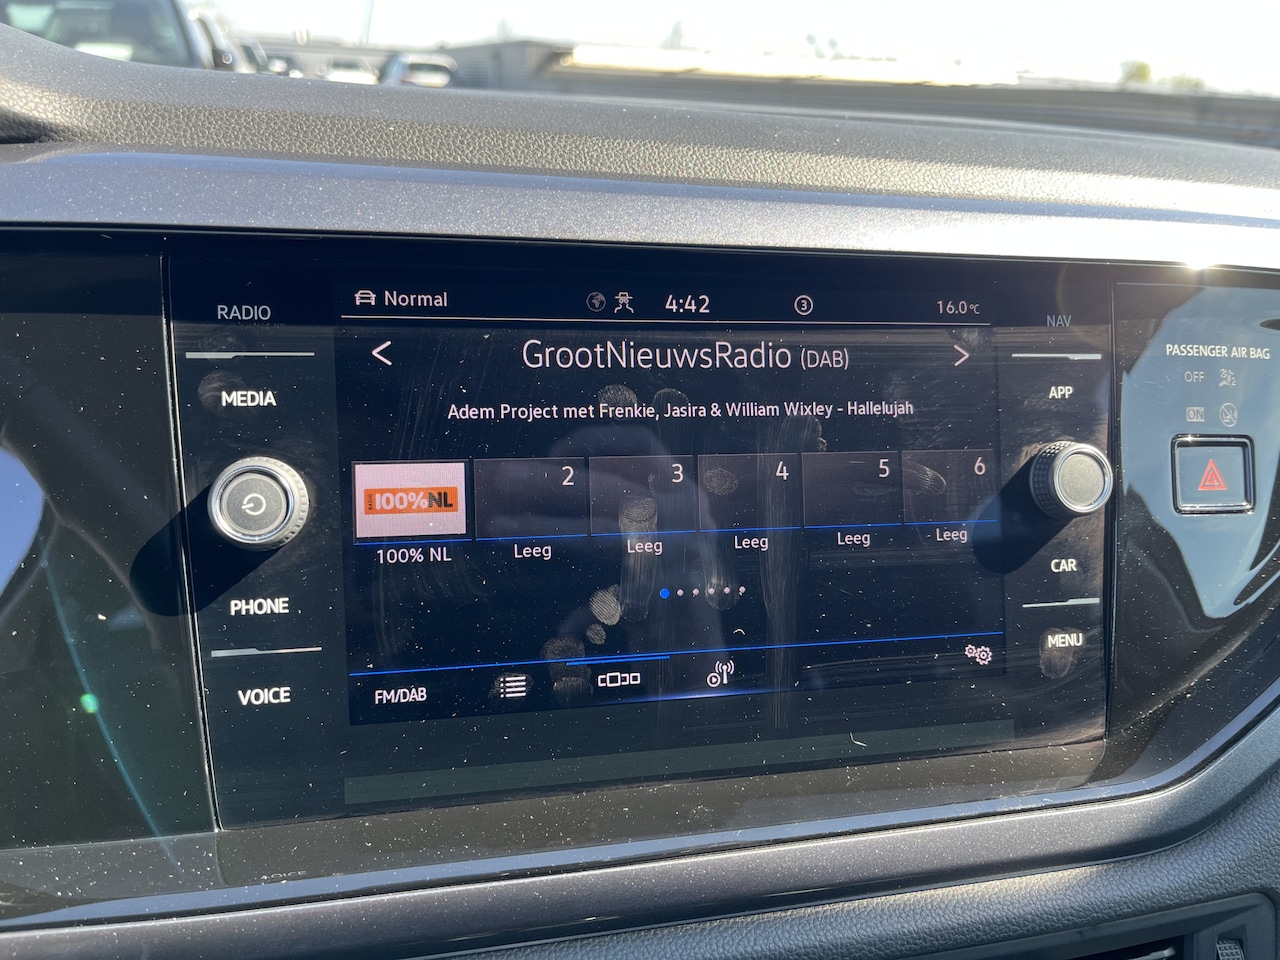 RADIO
MEDIA
PHONE
VOICE
Normal
4:42
3
16.0°C
GrootNieuwsRadio (DAB)
Adem Project met Frenkie, Jasira & William Wixley - Hallelujah
RADIO
100%NL
2
3
4
5
6
100% NL
Leeg
Leeg
Leeg
Leeg
Leeg
FM/DAB
NAV
APP
CAR
MENU
PASSENGER AIR BAG
OFF
ON